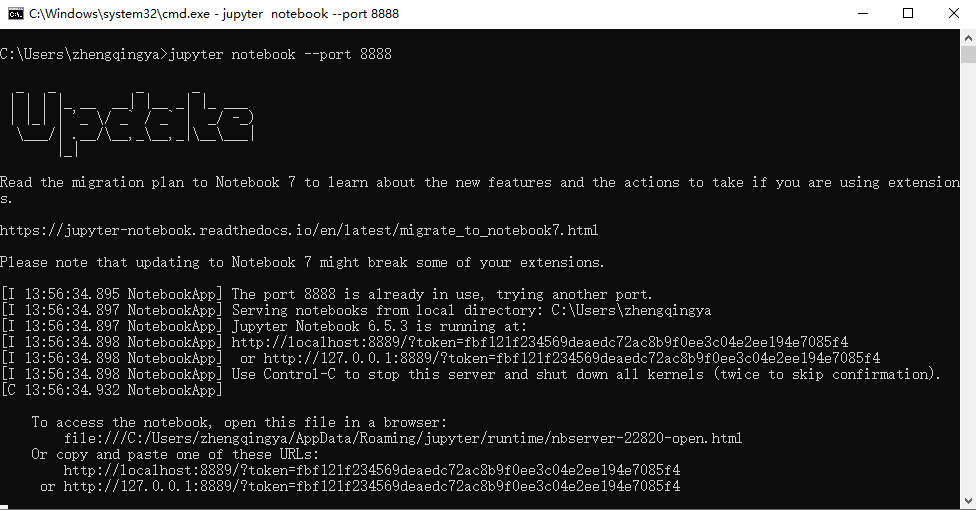 C:\Windows\system32\cmd.exe - jupyter  notebook --port 8888
C:\Users\zhengqingya>jupyter notebook --port 8888
Update
Read the migration plan to Notebook 7 to learn about the new features and the actions to take if you are using extension
s.
https://jupyter-notebook.readthedocs.io/en/latest/migrate_to_notebook7.html
Please note that updating to Notebook 7 might break some of your extensions.
[I 13:56:34.895 NotebookApp] The port 8888 is already in use, trying another port.
[I 13:56:34.897 NotebookApp] Serving notebooks from local directory: C:\Users\zhengqingya
[I 13:56:34.897 NotebookApp] Jupyter Notebook 6.5.3 is running at:
[I 13:56:34.898 NotebookApp] http://localhost:8889/?token=fbf121f234569deaedc72ac8b9f0ee3c04e2ee194e7085f4
[I 13:56:34.898 NotebookApp]  or http://127.0.0.1:8889/?token=fbf121f234569deaedc72ac8b9f0ee3c04e2ee194e7085f4
[I 13:56:34.898 NotebookApp] Use Control-C to stop this server and shut down all kernels (twice to skip confirmation).
[C 13:56:34.932 NotebookApp]
To access the notebook, open this file in a browser:
file:///C:/Users/zhengqingya/AppData/Roaming/jupyter/runtime/nbserver-22820-open.html
Or copy and paste one of these URLs:
http://localhost:8889/?token=fbf121f234569deaedc72ac8b9f0ee3c04e2ee194e7085f4
or http://127.0.0.1:8889/?token=fbf121f234569deaedc72ac8b9f0ee3c04e2ee194e7085f4